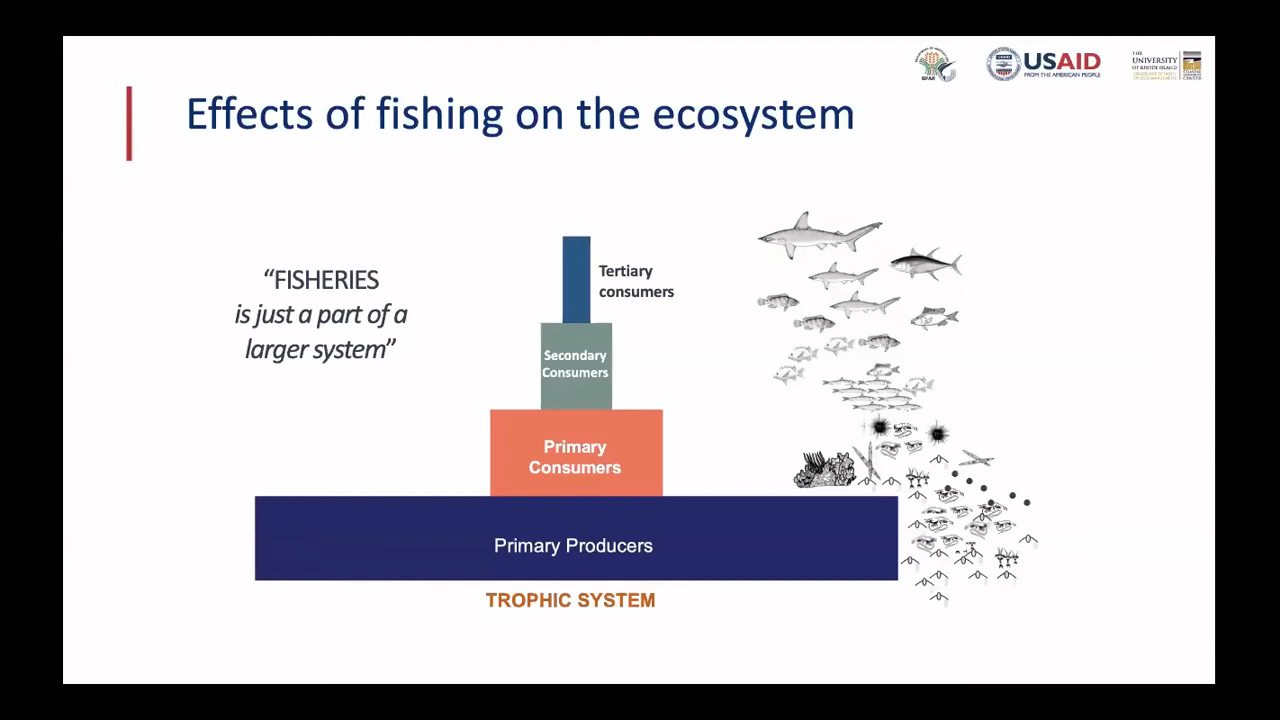 USAID
FROM THE AMERICAN PEOPLE
THE
UNIVERSITY
OF RHODE ISLAND
BFAR
Effects of fishing on the ecosystem
“FISHERIES
is just a part of a
larger system”
Tertiary
consumers
Secondary
Consumers
Primary
Consumers
Primary Producers
TROPHIC SYSTEM